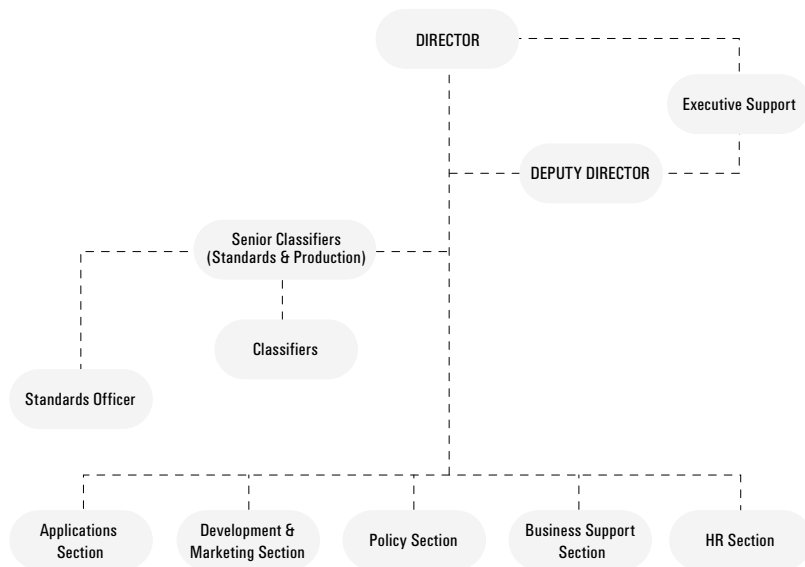 DIRECTOR
Executive Support
DEPUTY DIRECTOR
Senior Classifiers
(Standards & Production)
Classifiers
Standards Officer
Applications
Section
Development &
Marketing Section
Policy Section
Business Support
Section
HR Section